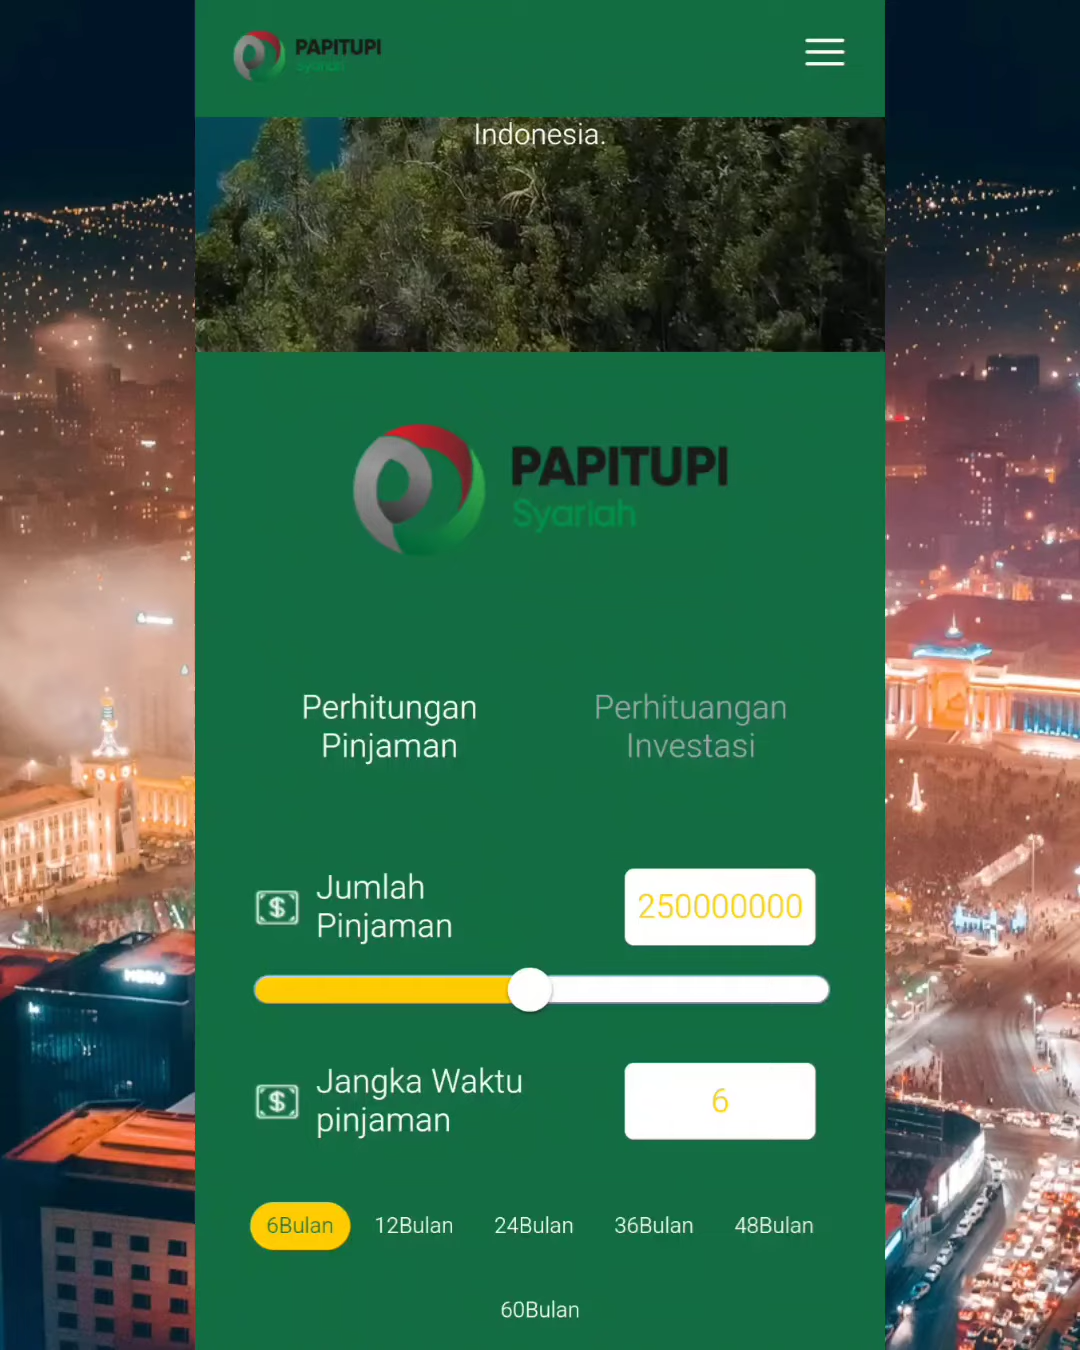 PAPITUPI
Syariah
Indonesia.
PAPITUPI
Syariah
Perhitungan
Pinjaman
Perhituangan
Investasi
Jumlah
Pinjaman
250000000
Jangka Waktu
pinjaman
6
6Bulan
12Bulan
24Bulan
36Bulan
48Bulan
60Bulan